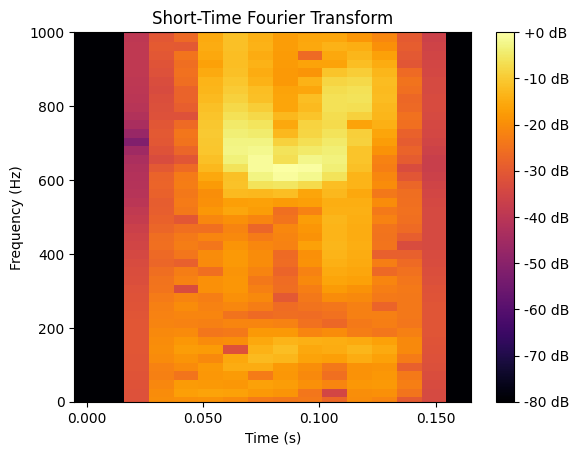 Short-Time Fourier Transform
1000
800
600
400
200
0
Frequency (Hz)
0.000
0.050
0.100
0.150
Time (s)
+0 dB
-10 dB
-20 dB
-30 dB
-40 dB
-50 dB
-60 dB
-70 dB
-80 dB